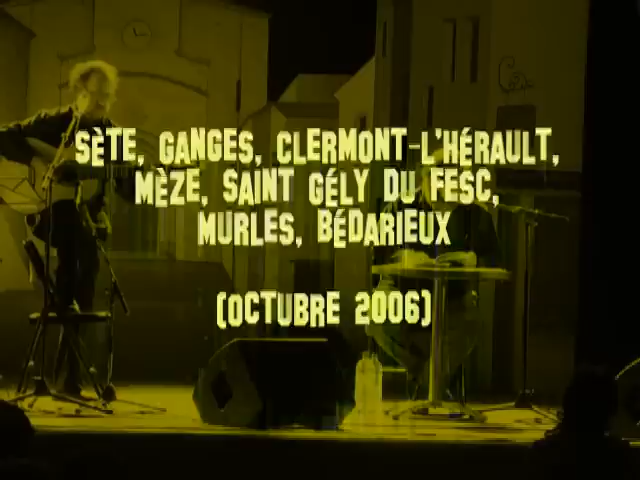 SÈTE, GANGES, CLERMONT-L'HÉRAULT,
MÈZE, SAINT GÉLY DU FESC,
MURLES, BÉDARIEUX
(OCTUBRE 2006)